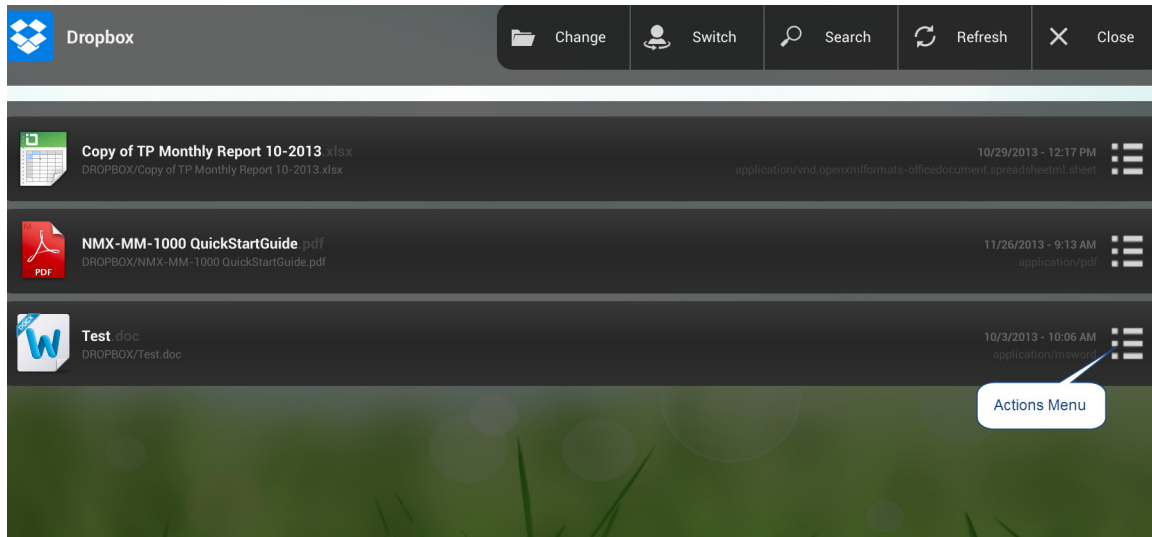 Dropbox
Change
Switch
Search
Refresh
Close
Copy of TP Monthly Report 10-2013.xlsx
10/29/2013 - 12:17 PM
DROPBOX/Copy of TP Monthly Report 10-2013.xlsx
application/vnd.openxmlformats-officedocument.spreadsheetml.sheet
NMX-MM-1000 QuickStartGuide.pdf
11/26/2013 - 9:13 AM
DROPBOX/NMX-MM-1000 QuickStartGuide.pdf
application/pdf
PDF
Test.doc
10/3/2013 - 10:06 AM
DROPBOX/Test.doc
application/msword
DOCX
W
Actions Menu